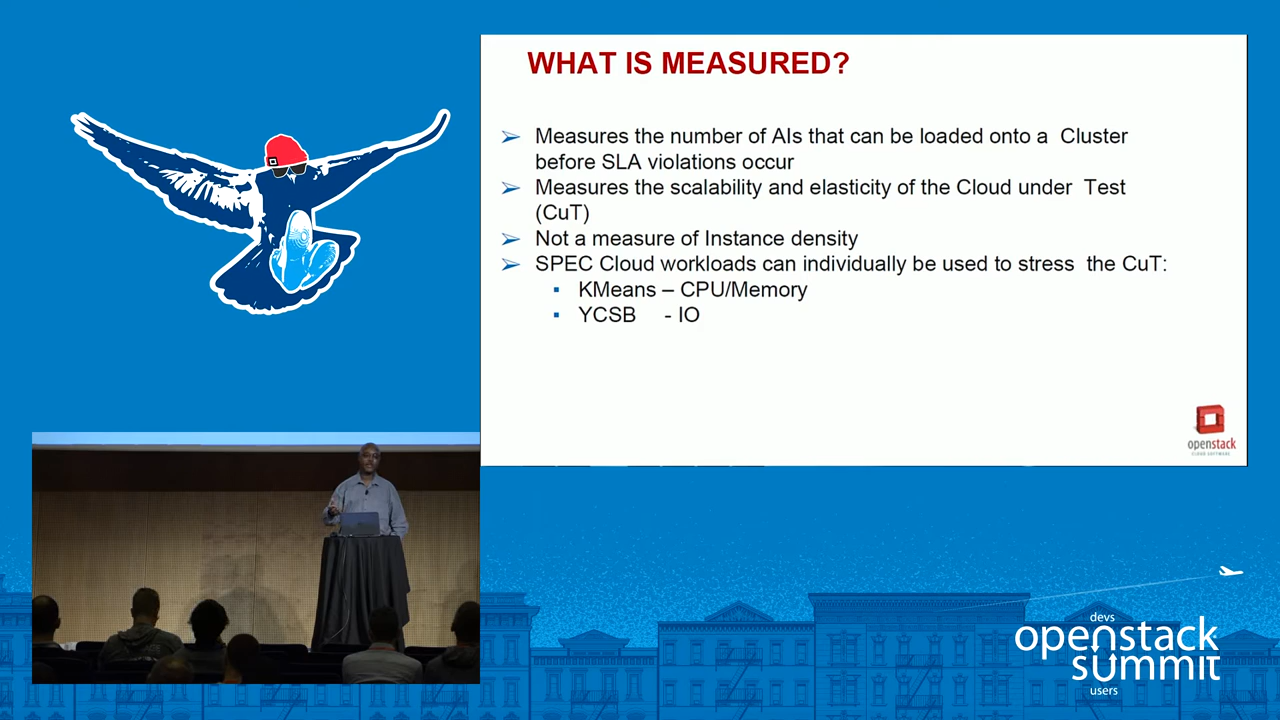 WHAT IS MEASURED?
Measures the number of AIs that can be loaded onto a Cluster
before SLA violations occur
Measures the scalability and elasticity of the Cloud under Test
(CuT)
Not a measure of Instance density
SPEC Cloud workloads can individually be used to stress the CuT:
KMeans – CPU/Memory
YCSB - IO
openstack
CLOUD SOFTWARE
devs
openstack
summit
users